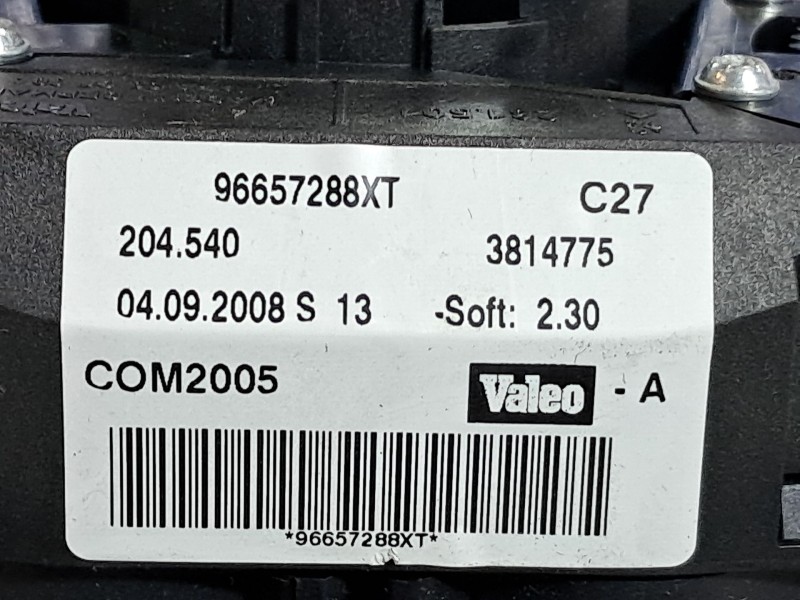 96657288XT C27
204.540 3814775
04.09.2008 S 13 -Soft: 2.30
COM2005 Valeo - A
*96657288XT*